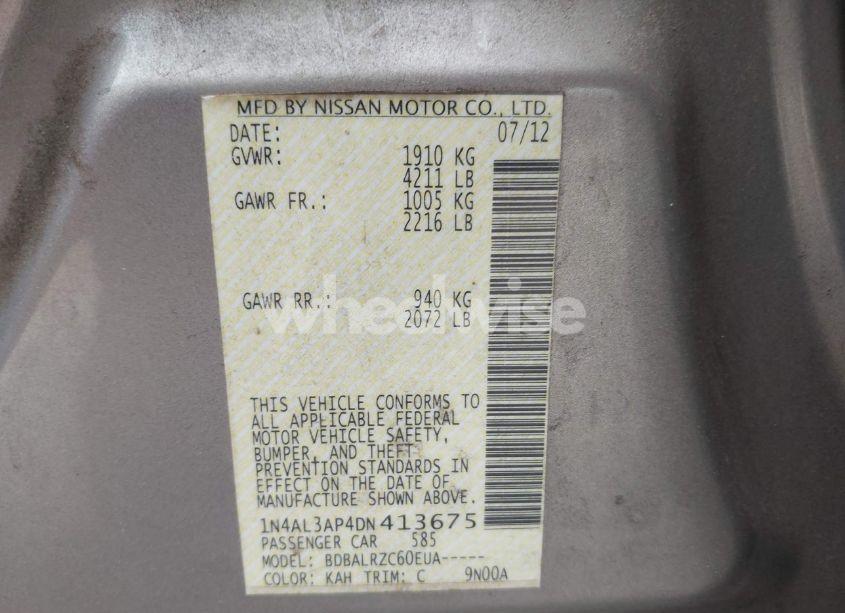 MFD BY NISSAN MOTOR CO., LTD.
DATE: 07/12
GVWR: 1910 KG
4211 LB
GAWR FR.: 1005 KG
2216 LB
GAWR RR.: 940 KG
2072 LB
wheelwise
THIS VEHICLE CONFORMS TO
ALL APPLICABLE FEDERAL
MOTOR VEHICLE SAFETY,
BUMPER, AND THEFT
PREVENTION STANDARDS IN
EFFECT ON THE DATE OF
MANUFACTURE SHOWN ABOVE.
1N4AL3AP4DN413675
PASSENGER CAR 585
MODEL: BDBALRZC60EUA-----
COLOR: KAH TRIM: C 9N00A